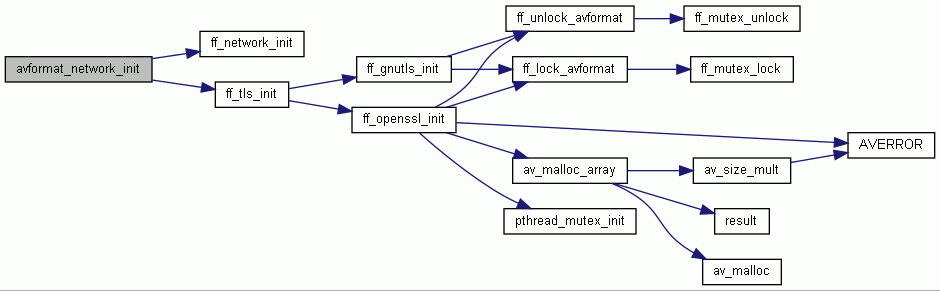 avformat_network_init
ff_network_init
ff_tls_init
ff_gnutls_init
ff_openssl_init
ff_unlock_avformat
ff_lock_avformat
av_malloc_array
pthread_mutex_init
ff_mutex_unlock
ff_mutex_lock
av_size_mult
result
av_malloc
AVERROR